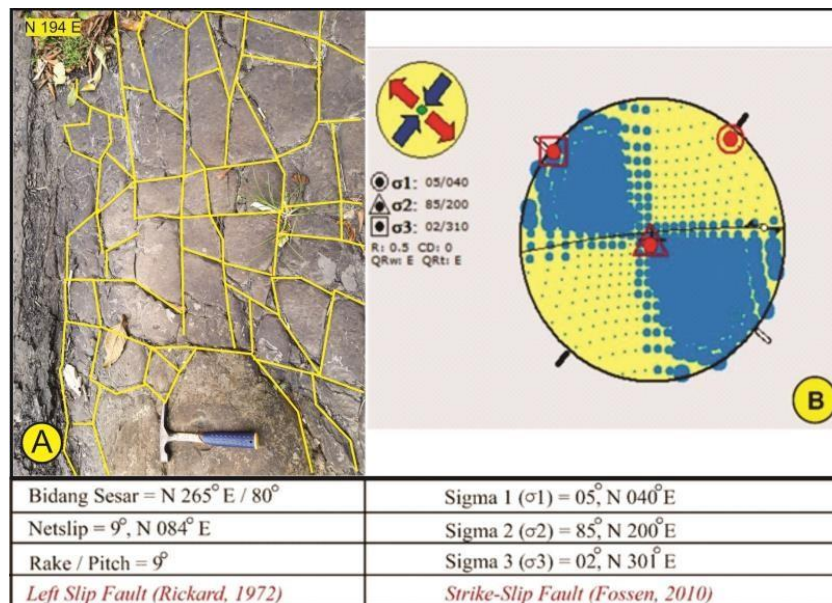 N 194 E
A
σ1: 05/040
σ2: 85/200
σ3: 02/310
R: 0.5 CD: 0
QRw: E QRt: E
B
Bidang Sesar = N 265° E / 80°
Sigma 1 (σ1) = 05°, N 040° E
Netslip = 9°, N 084° E
Sigma 2 (σ2) = 85°, N 200° E
Rake / Pitch = 9°
Sigma 3 (σ3) = 02°, N 301° E
Left Slip Fault (Rickard, 1972)
Strike-Slip Fault (Fossen, 2010)